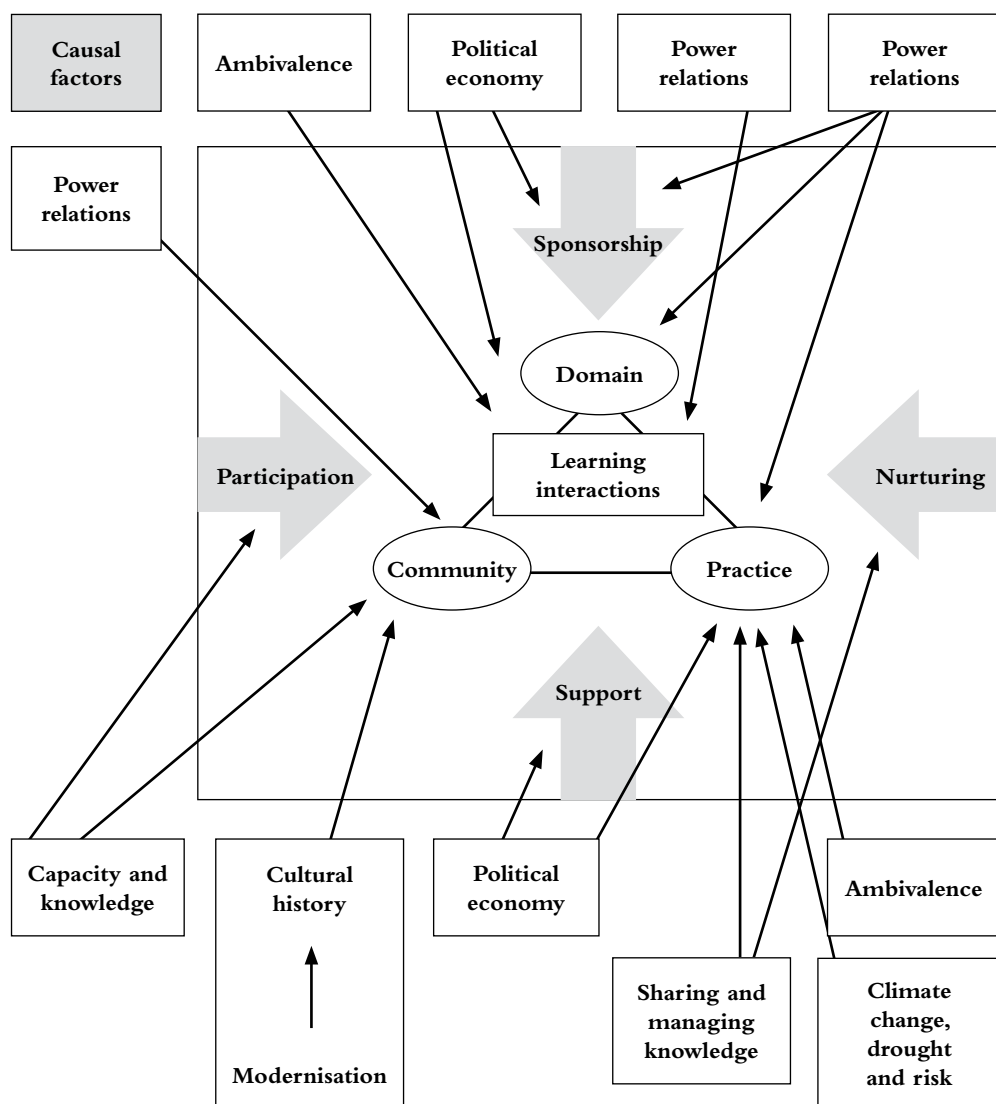 Causal
factors
Ambivalence
Political
economy
Power
relations
Power
relations
Power
relations
Sponsorship
Domain
Participation
Learning
interactions
Nurturing
Community
Practice
Support
Capacity and
knowledge
Cultural
history
Modernisation
Political
economy
Ambivalence
Sharing and
managing
knowledge
Climate
change,
drought
and risk